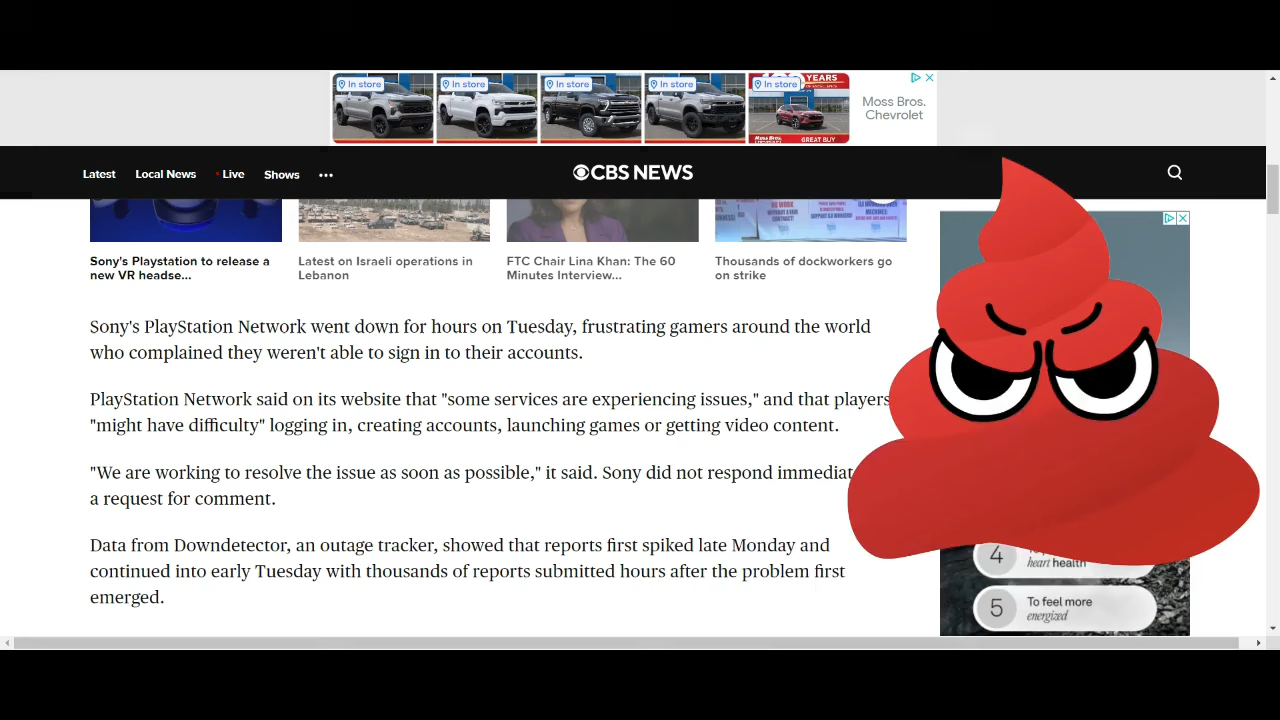 In store
In store
In store
In store
In store
YEARS
GREAT BUY
Moss Bros.
Chevrolet
Latest
Local News
Live
Shows
CBS NEWS
Sony's Playstation to release a
new VR headse...
Latest on Israeli operations in
Lebanon
FTC Chair Lina Khan: The 60
Minutes Interview...
Thousands of dockworkers go
on strike
Sony's PlayStation Network went down for hours on Tuesday, frustrating gamers around the world
who complained they weren't able to sign in to their accounts.
PlayStation Network said on its website that "some services are experiencing issues," and that players
"might have difficulty" logging in, creating accounts, launching games or getting video content.
"We are working to resolve the issue as soon as possible," it said. Sony did not respond immediat
a request for comment.
Data from Downdetector, an outage tracker, showed that reports first spiked late Monday and
continued into early Tuesday with thousands of reports submitted hours after the problem first
emerged.
4
heart health
5
To feel more
energized